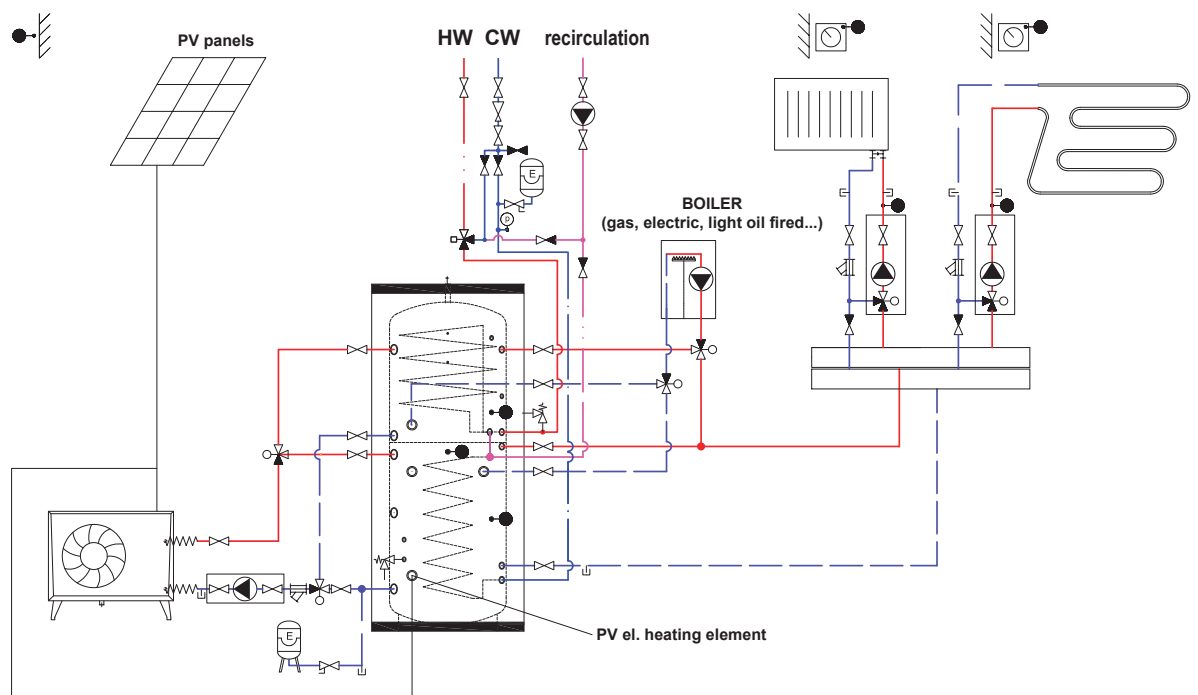 PV panels
HW CW recirculation
E
p
BOILER
(gas, electric, light oil fired...)
E
PV el. heating element